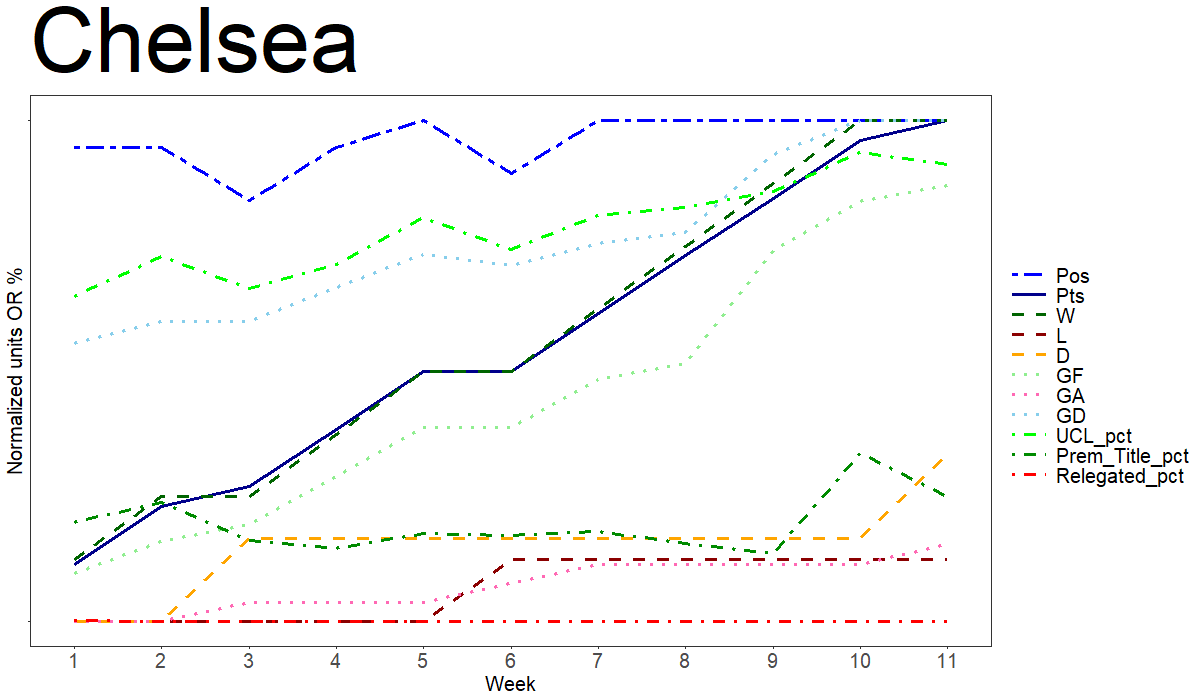 Chelsea
Normalized units OR %
1 2 3 4 5 6 7 8 9 10 11
Week
Pos
Pts
W
L
D
GF
GA
GD
UCL_pct
Prem_Title_pct
Relegated_pct